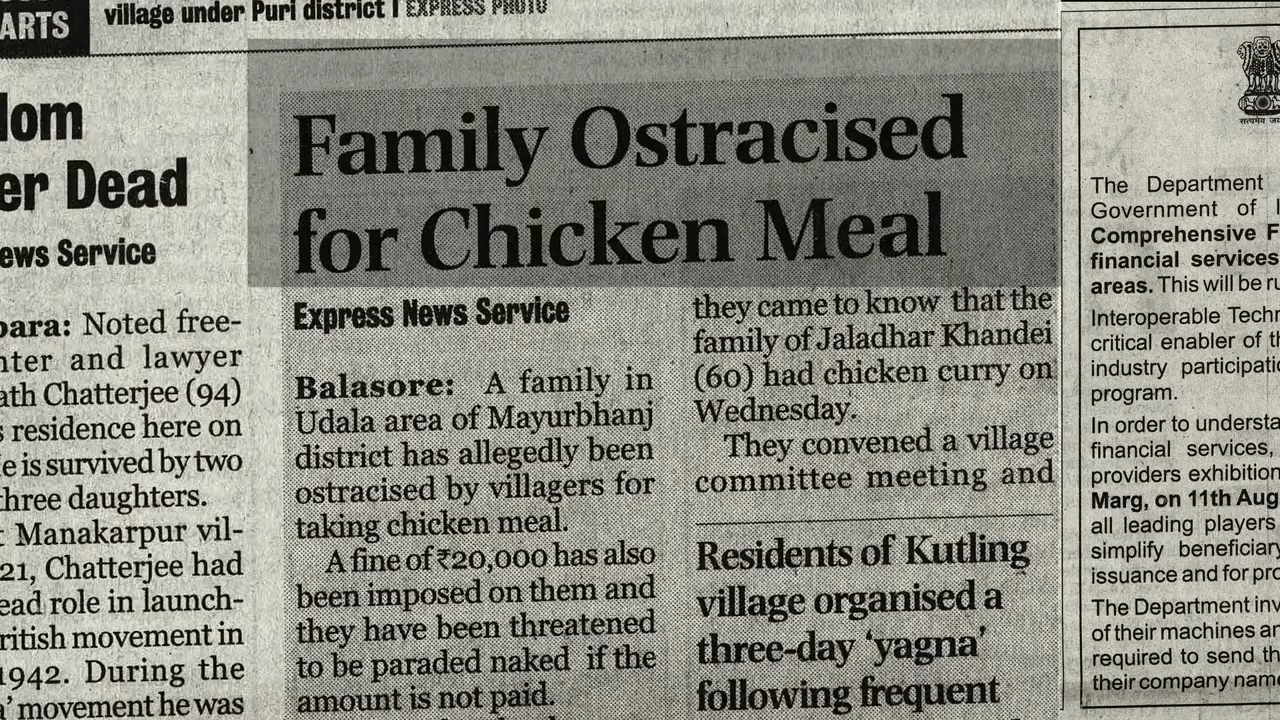 ARTS
village under Puri district I EXPRESS PHOTO
dom
er Dead
ews Service
para: Noted free-
nter and lawyer
ath Chatterjee (94)
s residence here on
e is survived by two
three daughters.
t Manakarpur vil-
21, Chatterjee had
ead role in launch-
ritish movement in
1942. During the
' movement he was
Family Ostracised
for Chicken Meal
Express News Service
Balasore: A family in
Udala area of Mayurbhanj
district has allegedly been
ostracised by villagers for
taking chicken meal.
A fine of ₹20,000 has also
been imposed on them and
they have been threatened
to be paraded naked if the
amount is not paid.
they came to know that the
family of Jaladhar Khandei
(60) had chicken curry on
Wednesday.
They convened a village
committee meeting and
Residents of Kutling
village organised a
three-day ‘yagna’
following frequent
सत्यमेव
The Department
Government of
Comprehensive F
financial services
areas. This will be ru
Interoperable Techn
critical enabler of th
industry participatio
program.
In order to understa
financial services,
providers exhibition
Marg, on 11th Aug
all leading players
simplify beneficiary
issuance and for pro
The Department inv
of their machines an
required to send th
their company name